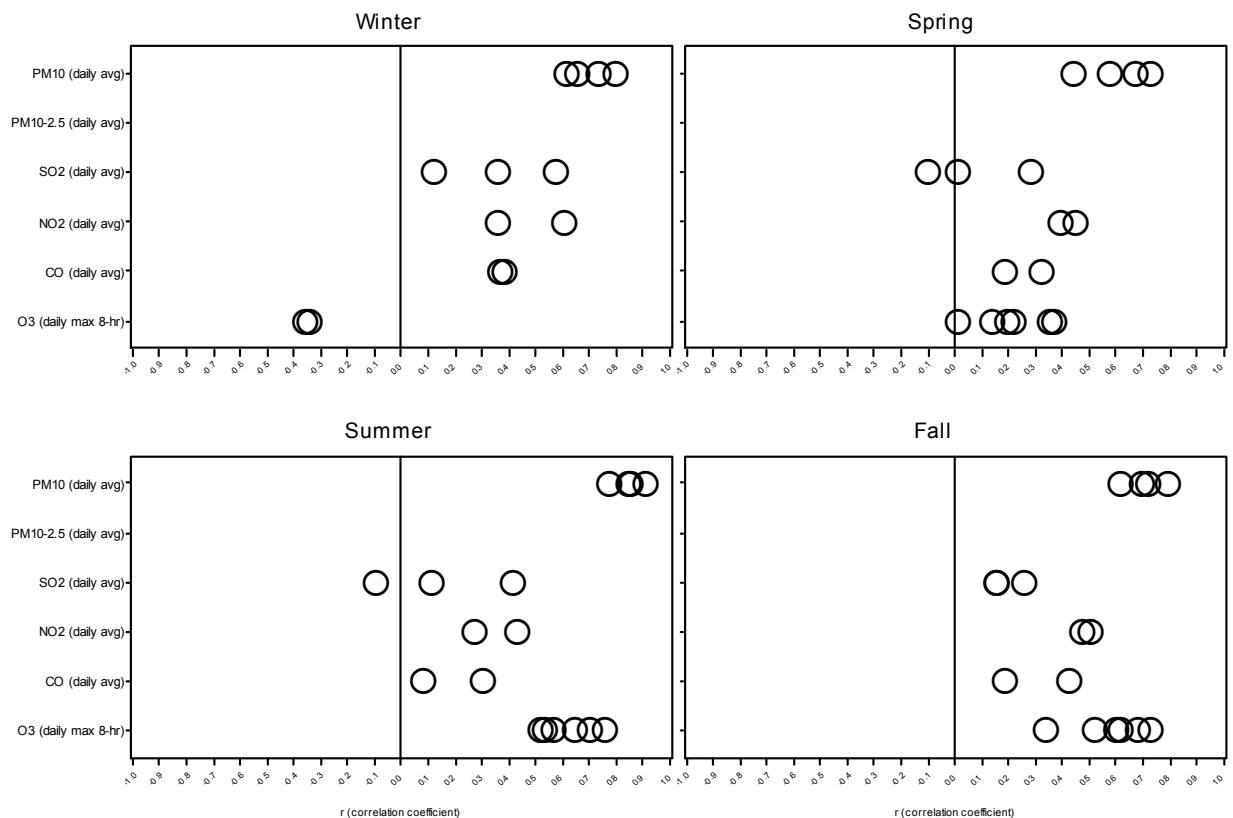 Winter
Spring
PM10 (daily avg)
PM10-2.5 (daily avg)
SO2 (daily avg)
NO2 (daily avg)
CO (daily avg)
O3 (daily max 8-hr)
-1.0 -0.9 -0.8 -0.7 -0.6 -0.5 -0.4 -0.3 -0.2 -0.1 0.0 0.1 0.2 0.3 0.4 0.5 0.6 0.7 0.8 0.9 1.0
-1.0 -0.9 -0.8 -0.7 -0.6 -0.5 -0.4 -0.3 -0.2 -0.1 0.0 0.1 0.2 0.3 0.4 0.5 0.6 0.7 0.8 0.9 1.0
Summer
Fall
PM10 (daily avg)
PM10-2.5 (daily avg)
SO2 (daily avg)
NO2 (daily avg)
CO (daily avg)
O3 (daily max 8-hr)
-1.0 -0.9 -0.8 -0.7 -0.6 -0.5 -0.4 -0.3 -0.2 -0.1 0.0 0.1 0.2 0.3 0.4 0.5 0.6 0.7 0.8 0.9 1.0
-1.0 -0.9 -0.8 -0.7 -0.6 -0.5 -0.4 -0.3 -0.2 -0.1 0.0 0.1 0.2 0.3 0.4 0.5 0.6 0.7 0.8 0.9 1.0
r (correlation coefficient)
r (correlation coefficient)